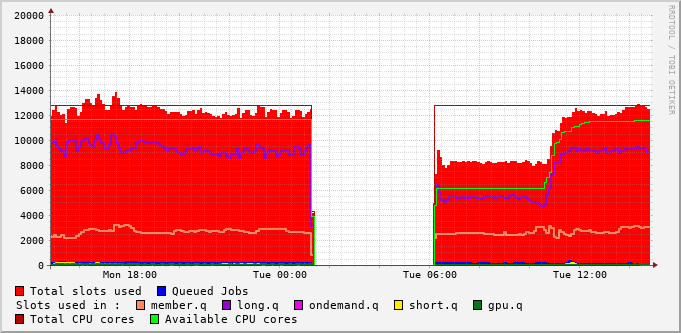 20000
18000
16000
14000
12000
10000
8000
6000
4000
2000
0
Mon 18:00 Tue 00:00 Tue 06:00 Tue 12:00
RRDTOOL / TOBI OETIKER
Total slots used Queued Jobs
Slots used in : member.q long.q ondemand.q short.q gpu.q
Total CPU cores Available CPU cores